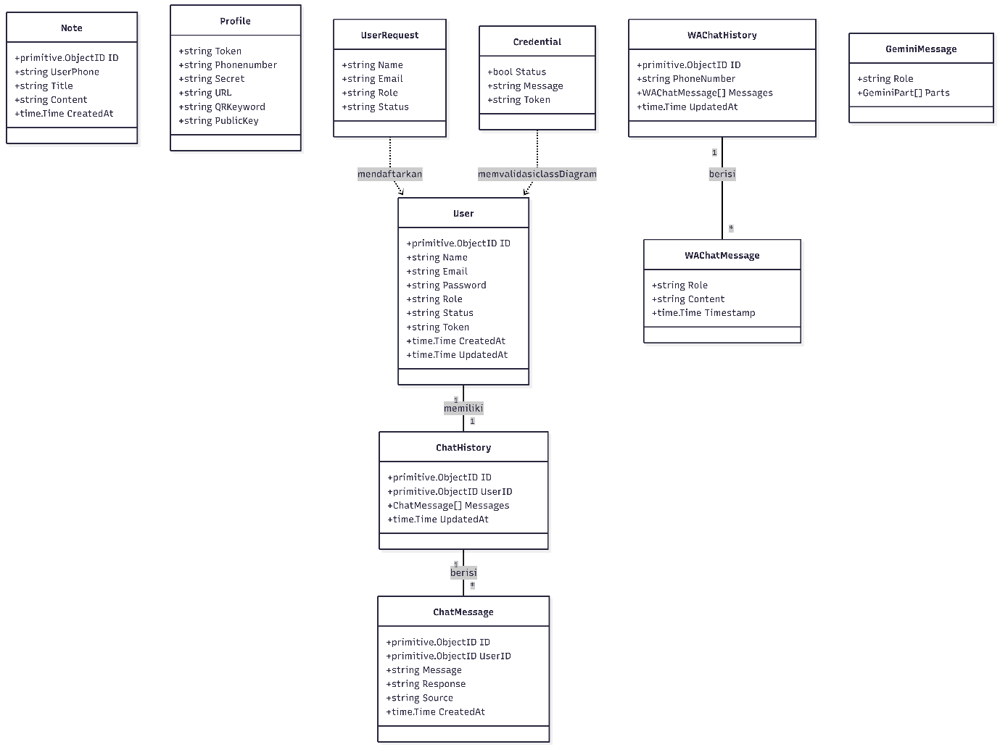 Note
+primitive.ObjectID ID
+string UserPhone
+string Title
+string Content
+time.Time CreatedAt
Profile
+string Token
+string Phonenumber
+string Secret
+string URL
+string QRKeyword
+string PublicKey
UserRequest
+string Name
+string Email
+string Role
+string Status
Credential
+bool Status
+string Message
+string Token
WAChatHistory
+primitive.ObjectID ID
+string PhoneNumber
+WAChatMessage[] Messages
+time.Time UpdatedAt
GeminiMessage
+string Role
+GeminiPart[] Parts
mendaftarkan
memvalidasiclassDiagram
1
berisi
*
User
+primitive.ObjectID ID
+string Name
+string Email
+string Password
+string Role
+string Status
+string Token
+time.Time CreatedAt
+time.Time UpdatedAt
WAChatMessage
+string Role
+string Content
+time.Time Timestamp
1
memiliki
1
ChatHistory
+primitive.ObjectID ID
+primitive.ObjectID UserID
+ChatMessage[] Messages
+time.Time UpdatedAt
1
berisi
*
ChatMessage
+primitive.ObjectID ID
+primitive.ObjectID UserID
+string Message
+string Response
+string Source
+time.Time CreatedAt